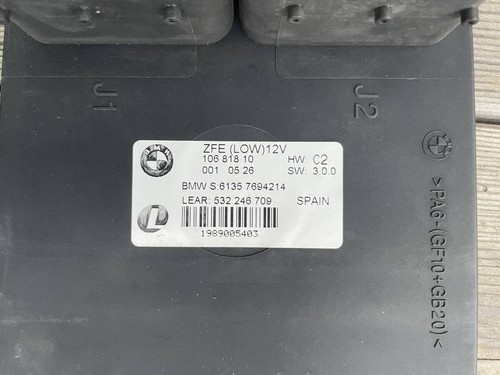 J1
J2
ZFE (LOW)12V
106 818 10 HW: C2
001 05 26 SW: 3.0.0
BMW S:6135 7694214
LEAR: 532 246 709 SPAIN
1989005403
>PA6-(GF10+GB20)<